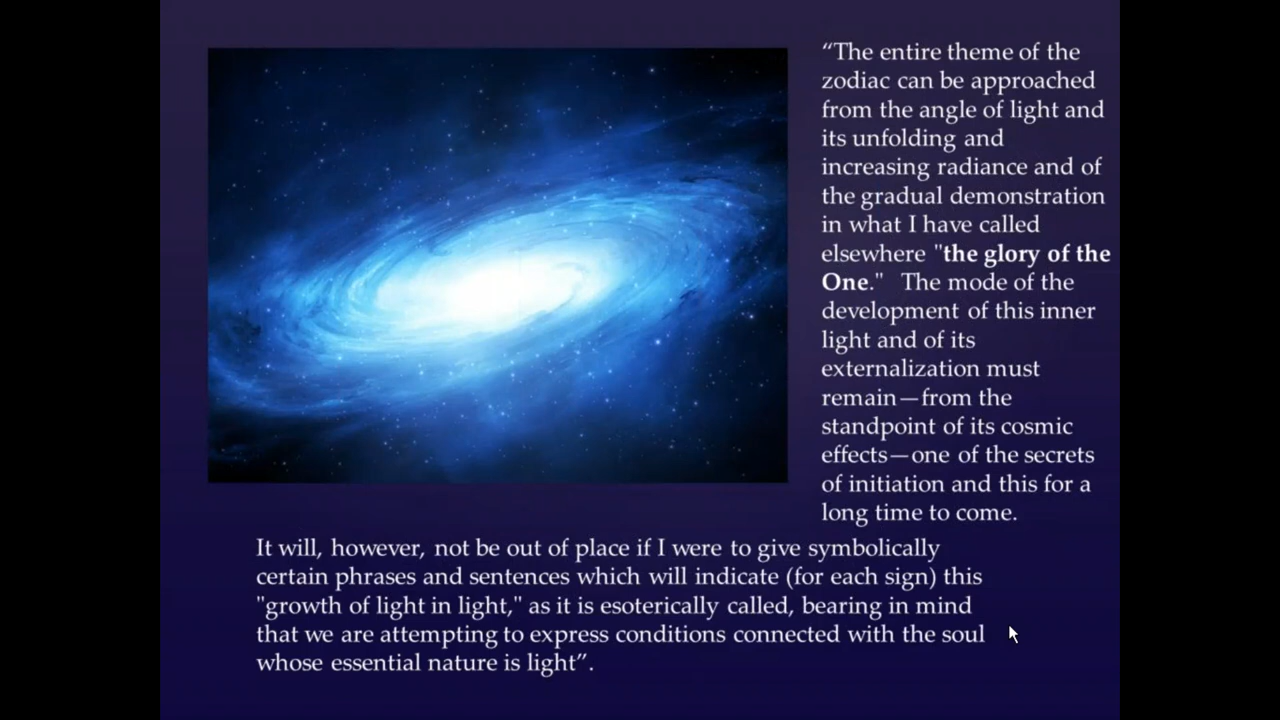 “The entire theme of the
zodiac can be approached
from the angle of light and
its unfolding and
increasing radiance and of
the gradual demonstration
in what I have called
elsewhere "the glory of the
One."   The mode of the
development of this inner
light and of its
externalization must
remain—from the
standpoint of its cosmic
effects—one of the secrets
of initiation and this for a
long time to come.
It will, however, not be out of place if I were to give symbolically
certain phrases and sentences which will indicate (for each sign) this
"growth of light in light," as it is esoterically called, bearing in mind
that we are attempting to express conditions connected with the soul
whose essential nature is light”.